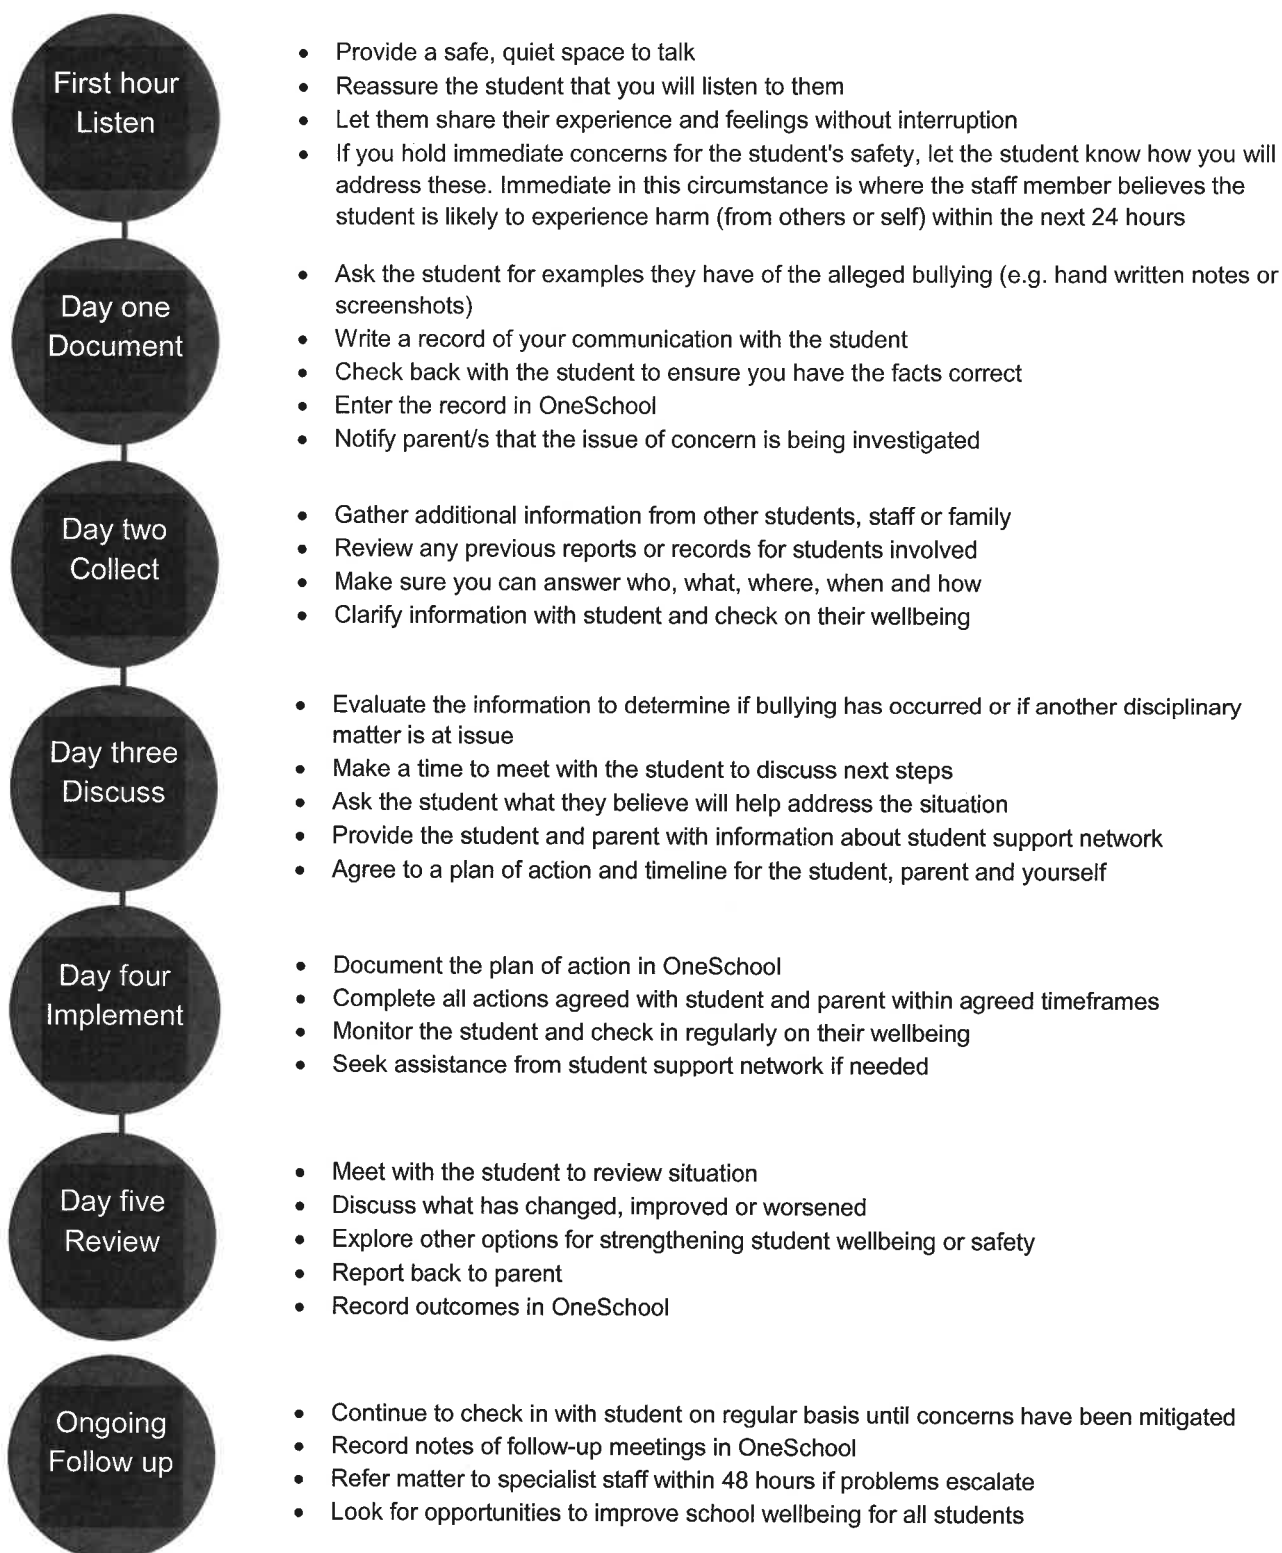 First hour
Listen
• Provide a safe, quiet space to talk
• Reassure the student that you will listen to them
• Let them share their experience and feelings without interruption
• If you hold immediate concerns for the student's safety, let the student know how you will
address these. Immediate in this circumstance is where the staff member believes the
student is likely to experience harm (from others or self) within the next 24 hours
Day one
Document
• Ask the student for examples they have of the alleged bullying (e.g. hand written notes or
screenshots)
• Write a record of your communication with the student
• Check back with the student to ensure you have the facts correct
• Enter the record in OneSchool
• Notify parent/s that the issue of concern is being investigated
Day two
Collect
• Gather additional information from other students, staff or family
• Review any previous reports or records for students involved
• Make sure you can answer who, what, where, when and how
• Clarify information with student and check on their wellbeing
Day three
Discuss
• Evaluate the information to determine if bullying has occurred or if another disciplinary
matter is at issue
• Make a time to meet with the student to discuss next steps
• Ask the student what they believe will help address the situation
• Provide the student and parent with information about student support network
• Agree to a plan of action and timeline for the student, parent and yourself
Day four
Implement
• Document the plan of action in OneSchool
• Complete all actions agreed with student and parent within agreed timeframes
• Monitor the student and check in regularly on their wellbeing
• Seek assistance from student support network if needed
Day five
Review
• Meet with the student to review situation
• Discuss what has changed, improved or worsened
• Explore other options for strengthening student wellbeing or safety
• Report back to parent
• Record outcomes in OneSchool
Ongoing
Follow up
• Continue to check in with student on regular basis until concerns have been mitigated
• Record notes of follow-up meetings in OneSchool
• Refer matter to specialist staff within 48 hours if problems escalate
• Look for opportunities to improve school wellbeing for all students